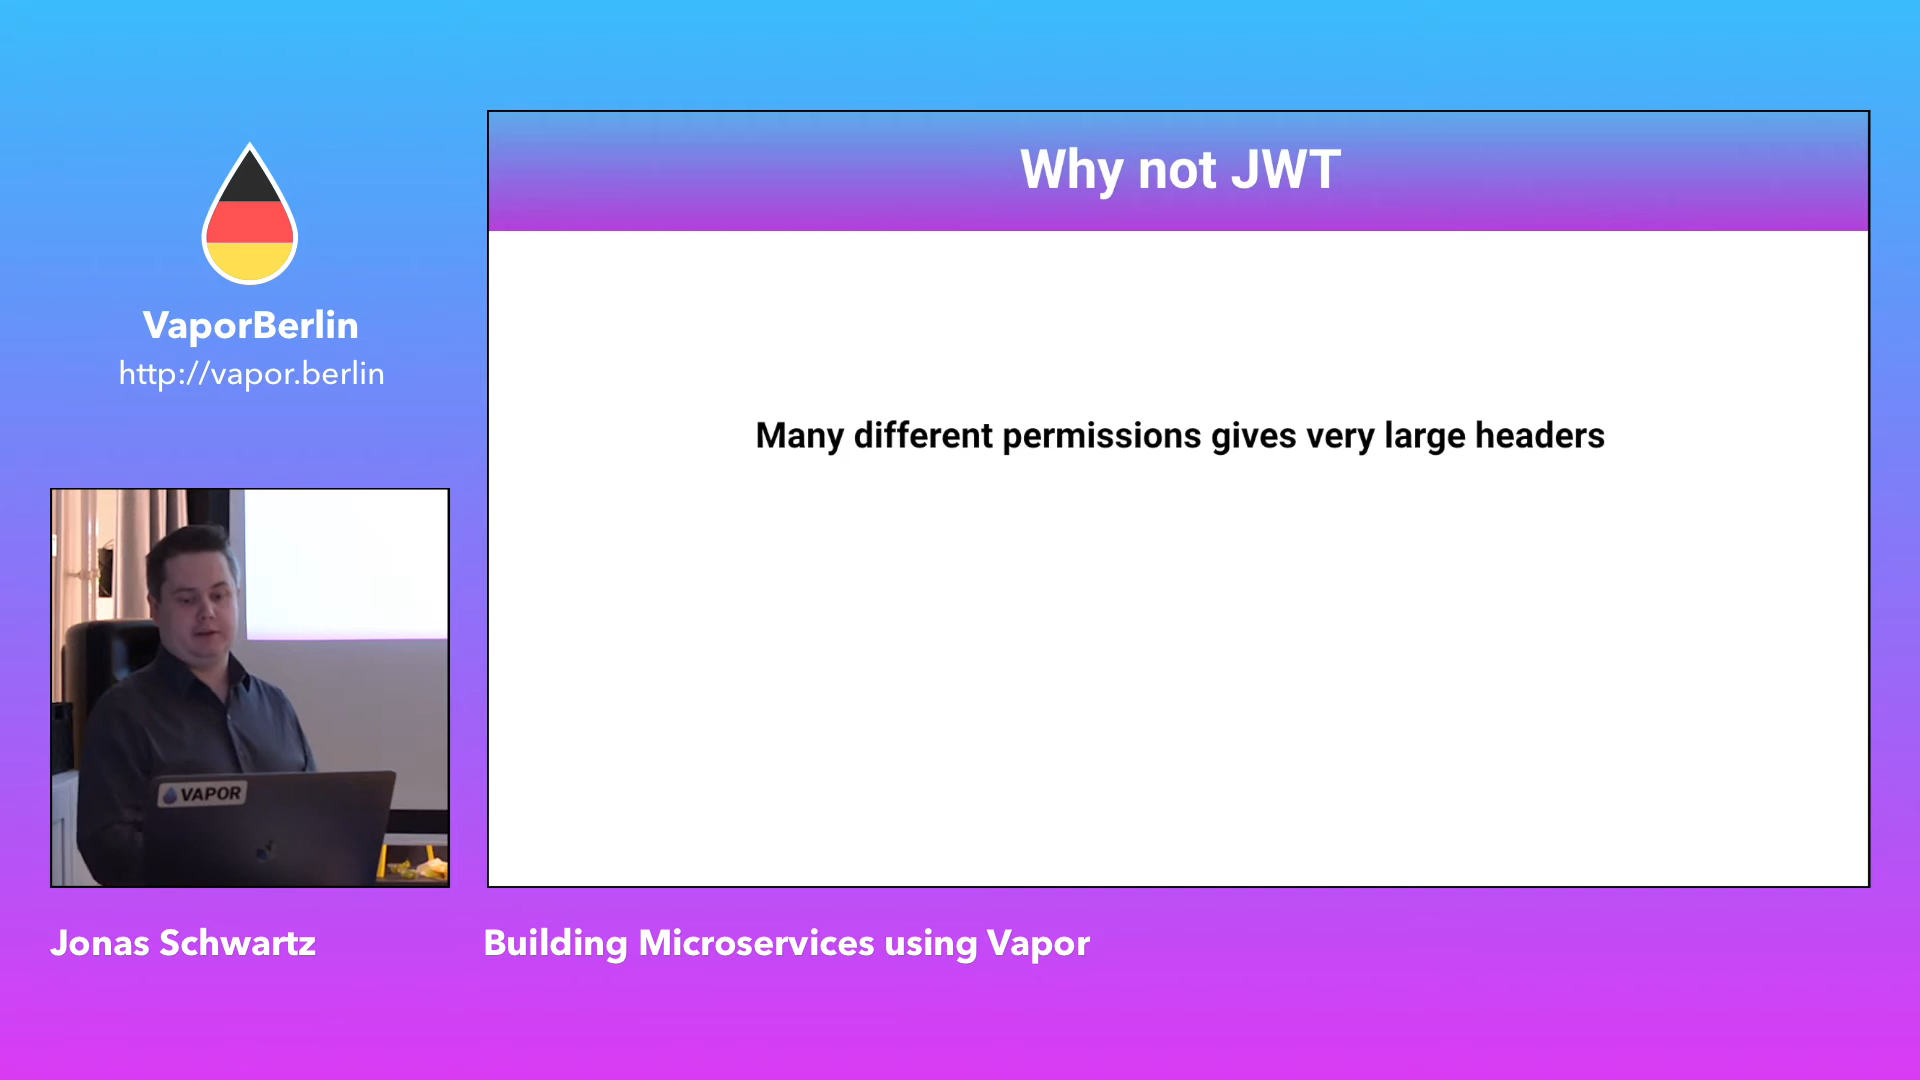 Why not JWT
VaporBerlin
http://vapor.berlin
Many different permissions gives very large headers
VAPOR
Jonas Schwartz
Building Microservices using Vapor